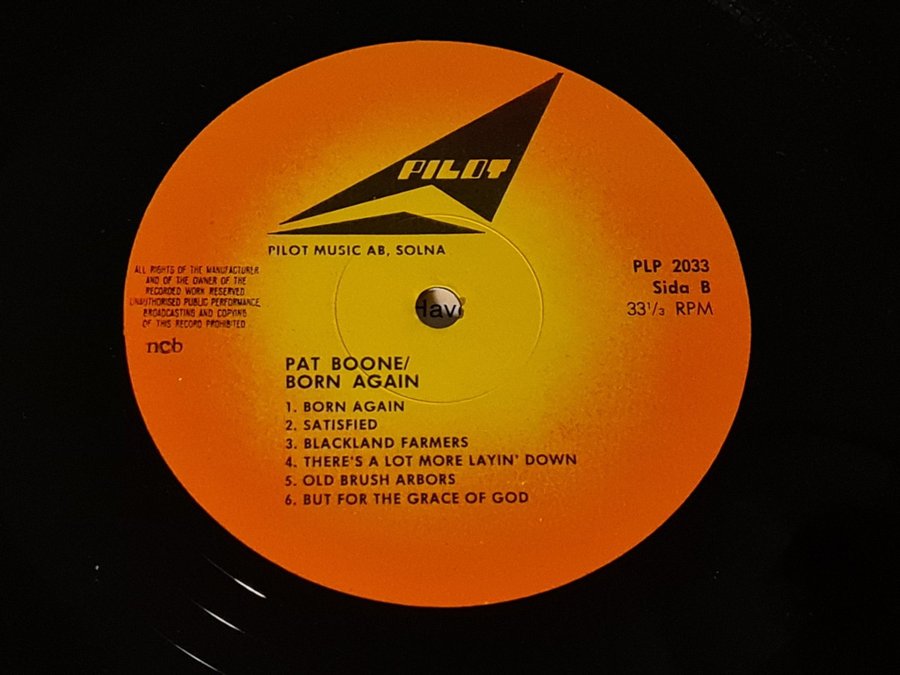 PILOT
PILOT MUSIC AB, SOLNA
ALL RIGHTS OF THE MANUFACTURER
AND OF THE OWNER OF THE
RECORDED WORK RESERVED
UNAUTHORISED PUBLIC PERFORMANCE,
BROADCASTING AND COPYING
OF THIS RECORD PROHIBITED
ncb
PLP 2033
Sida B
33 1/3 RPM
PAT BOONE/
BORN AGAIN
1. BORN AGAIN
2. SATISFIED
3. BLACKLAND FARMERS
4. THERE'S A LOT MORE LAYIN' DOWN
5. OLD BRUSH ARBORS
6. BUT FOR THE GRACE OF GOD